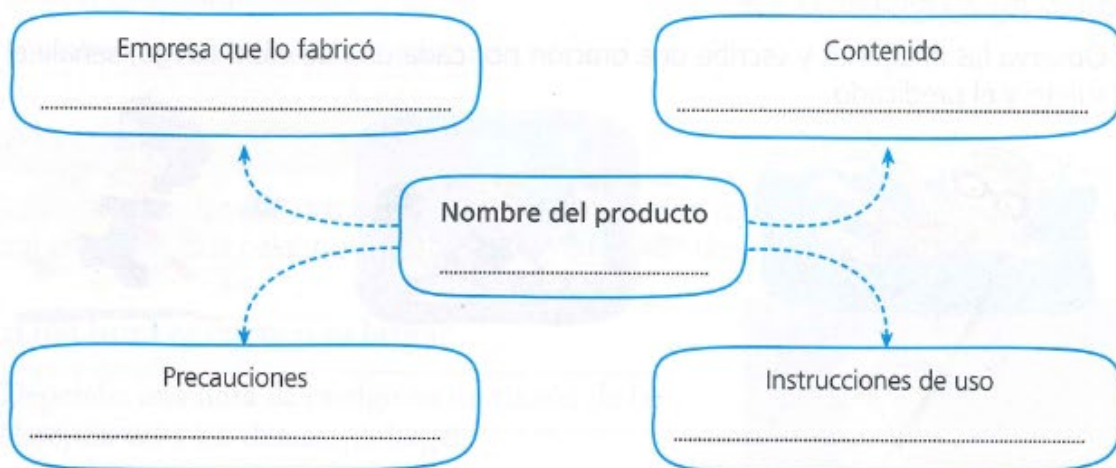 Empresa que lo fabricó
Contenido
Nombre del producto
Precauciones
Instrucciones de uso